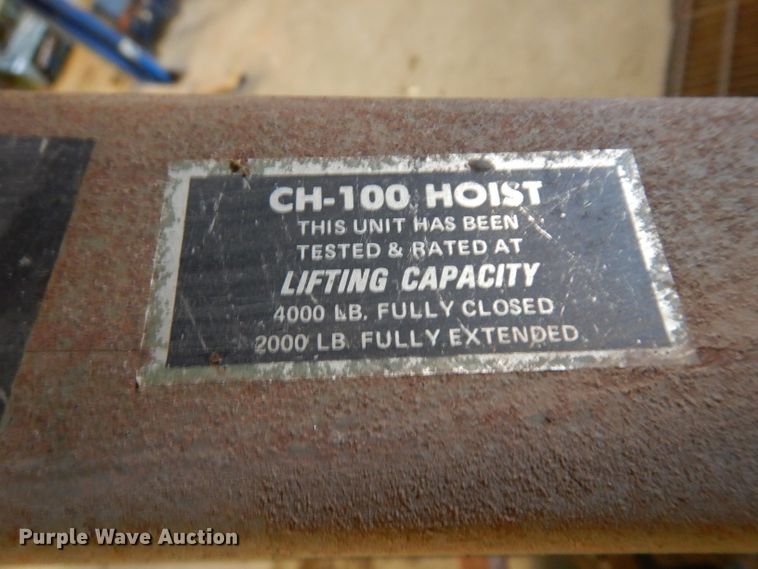 CH-100 HOIST
THIS UNIT HAS BEEN
TESTED & RATED AT
LIFTING CAPACITY
4000 LB. FULLY CLOSED
2000 LB. FULLY EXTENDED
Purple Wave Auction®